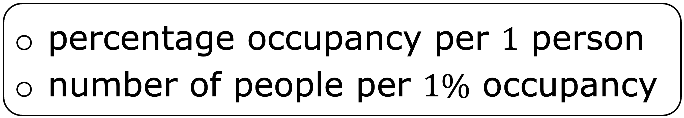 ○ percentage occupancy per 1 person
○ number of people per 1% occupancy